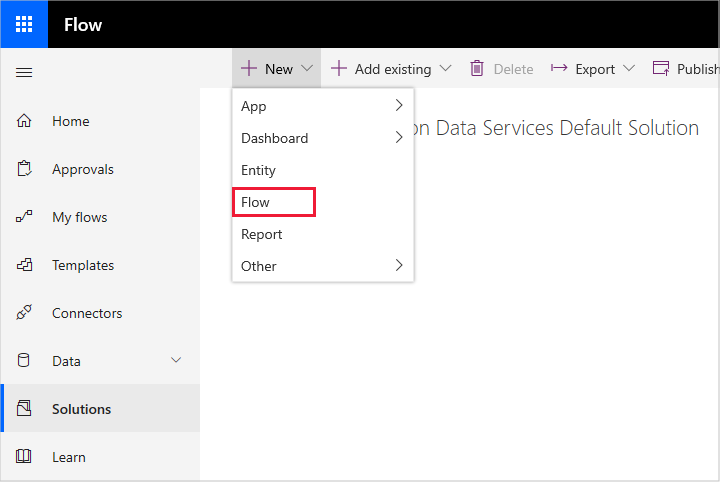 Flow
New
Add existing
Delete
Export
Publish
Home
Approvals
My flows
Templates
Connectors
Data
Solutions
Learn
App
Dashboard
Entity
Flow
Report
Other
on Data Services Default Solution